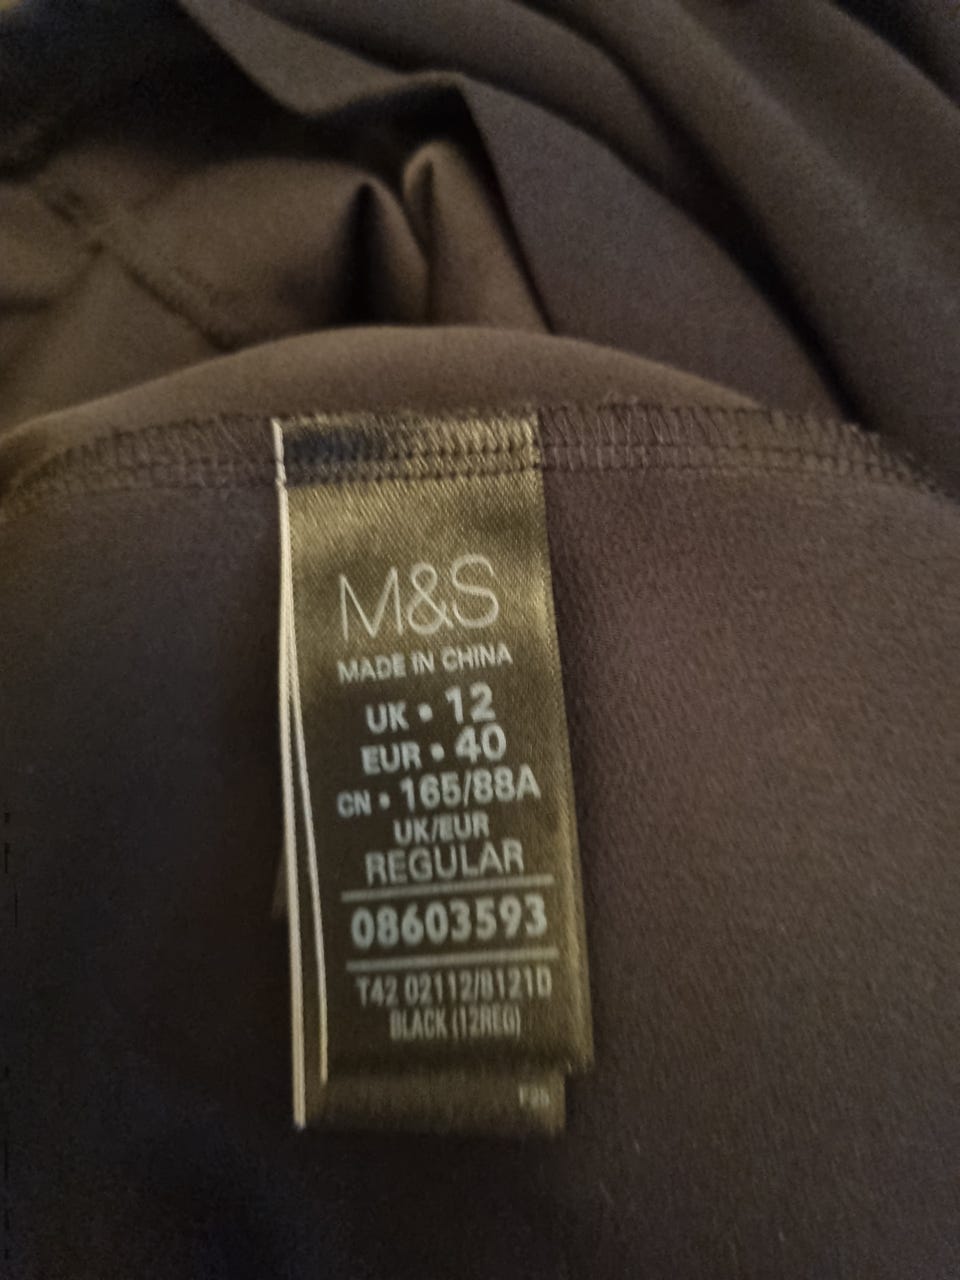 M&S
MADE IN CHINA
UK • 12
EUR • 40
CN • 165/88A
UK/EUR
REGULAR
08603593
T42 02112/8121D
BLACK (12REG)